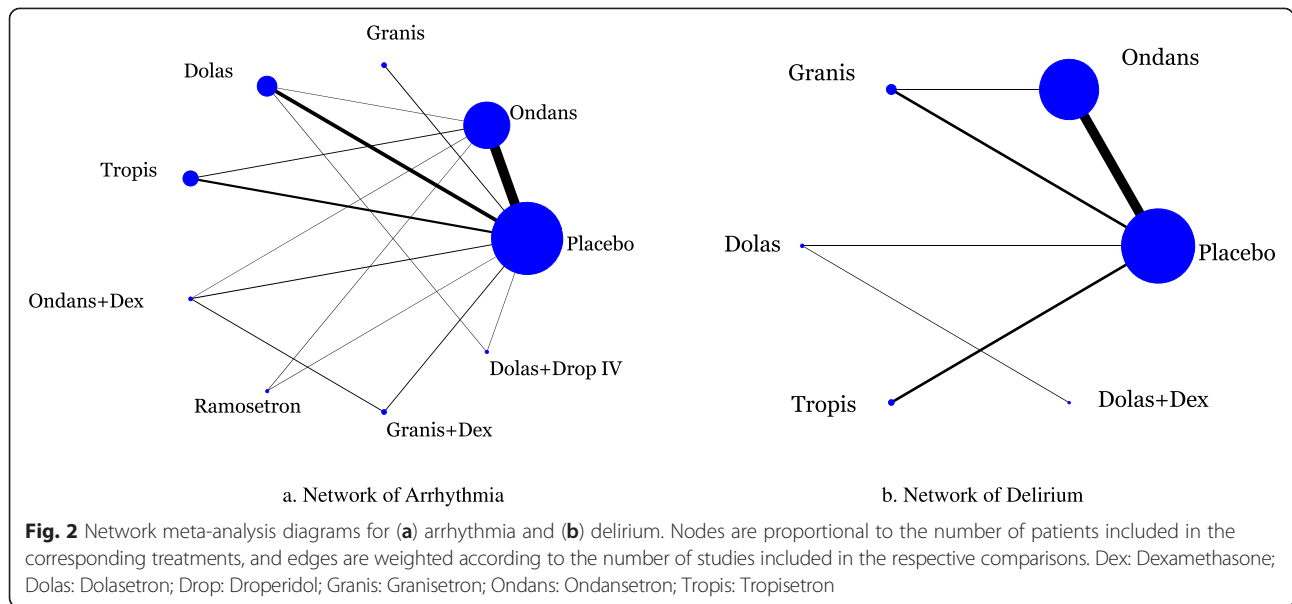 Granis
Dolas
Ondans
Tropis
Placebo
Ondans+Dex
Dolas+Drop IV
Ramosetron
Granis+Dex
a. Network of Arrhythmia
Ondans
Granis
Dolas
Placebo
Tropis
Dolas+Dex
b. Network of Delirium
Fig. 2 Network meta-analysis diagrams for (a) arrhythmia and (b) delirium. Nodes are proportional to the number of patients included in the
corresponding treatments, and edges are weighted according to the number of studies included in the respective comparisons. Dex: Dexamethasone;
Dolas: Dolasetron; Drop: Droperidol; Granis: Granisetron; Ondans: Ondansetron; Tropis: Tropisetron